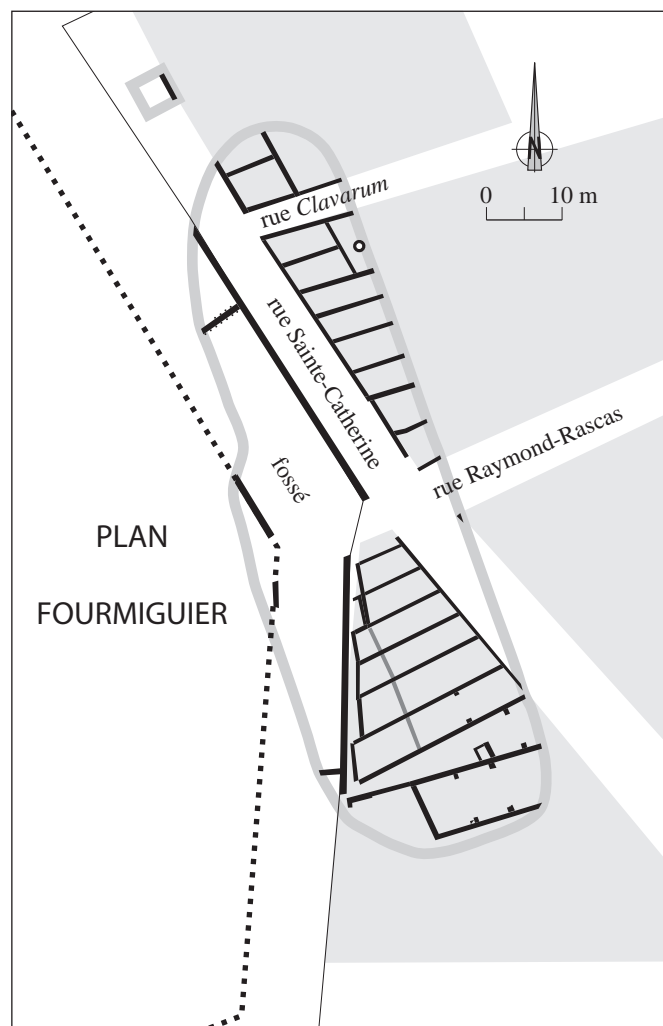 N
0 10 m
rue Clavarum
rue Sainte-Catherine
rue Raymond-Rascas
fossé
PLAN
FOURMIGUIER